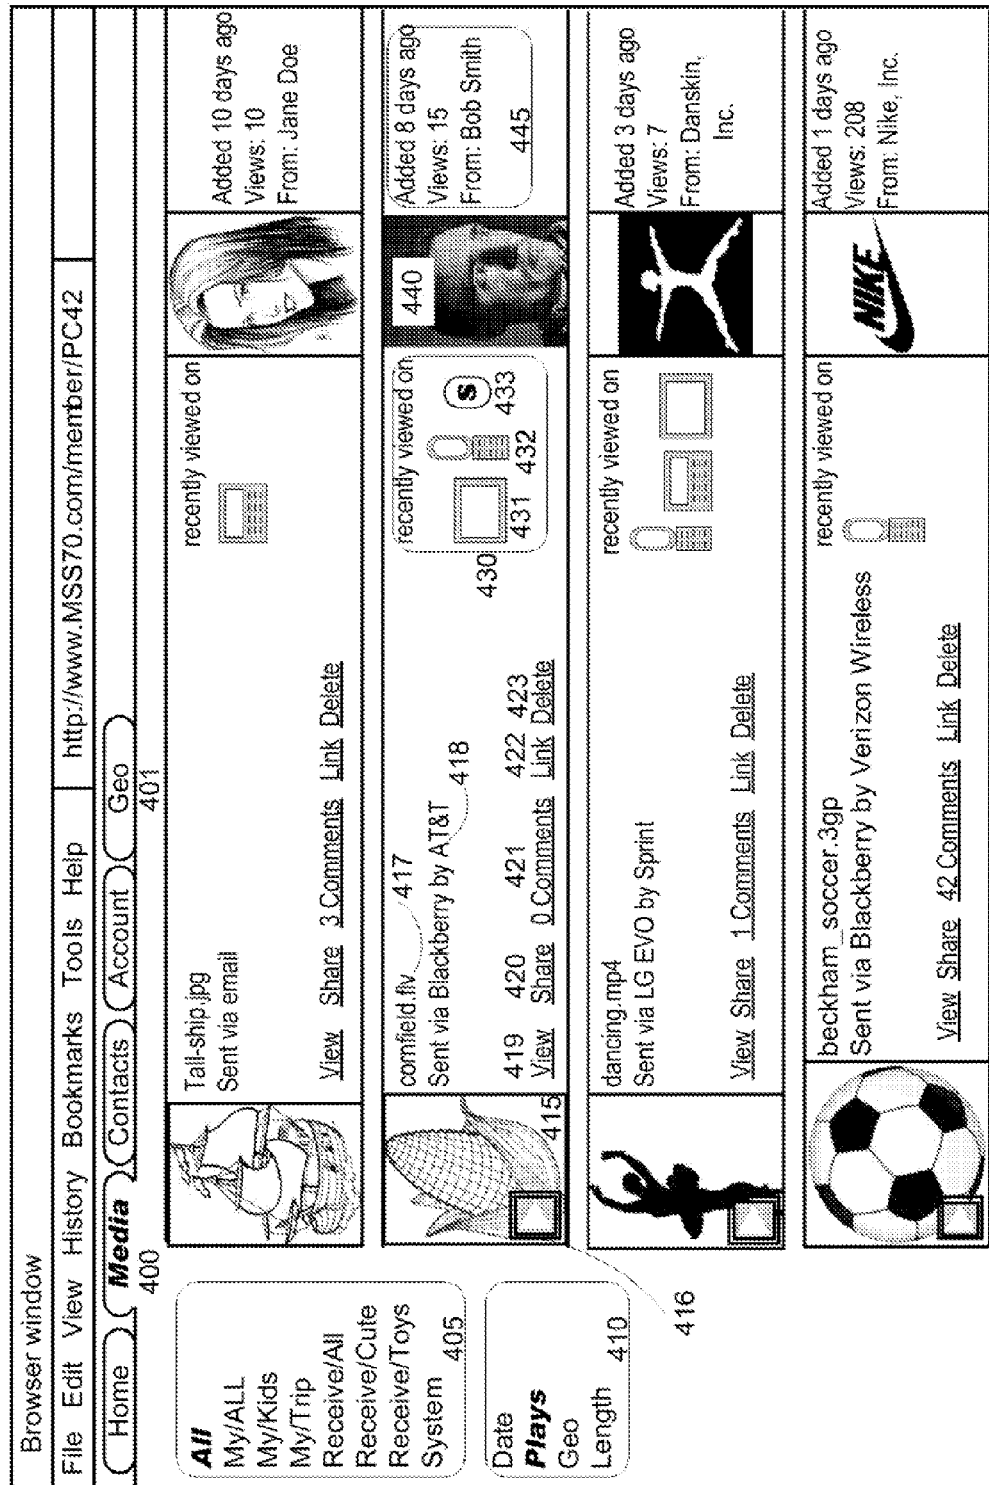 Browser window
File Edit View History Bookmarks Tools Help http://www.MSS70.com/member/PC42
Home Media Contacts Account Geo
400 401
All
My/ALL
My/Kids
My/Trip
Receive/All
Receive/Cute
Receive/Toys
System 405
Date
Plays
Geo
Length 410
416
Tall-ship.jpg
Sent via email
View Share 3 Comments Link Delete
recently viewed on
Added 10 days ago
Views: 10
From: Jane Doe
415
cornfield.flv 417
Sent via Blackberry by AT&T 418
419 420 421 422 423
View Share 0 Comments Link Delete
430
recently viewed on
S
431 432 433
440
Added 8 days ago
Views: 15
From: Bob Smith
445
dancing.mp4
Sent via LG EVO by Sprint
View Share 1 Comments Link Delete
recently viewed on
Added 3 days ago
Views: 7
From: Danskin,
Inc.
beckham_soccer.3gp
Sent via Blackberry by Verizon Wireless
View Share 42 Comments Link Delete
recently viewed on
NIKE
Added 1 days ago
Views: 208
From: Nike, Inc.